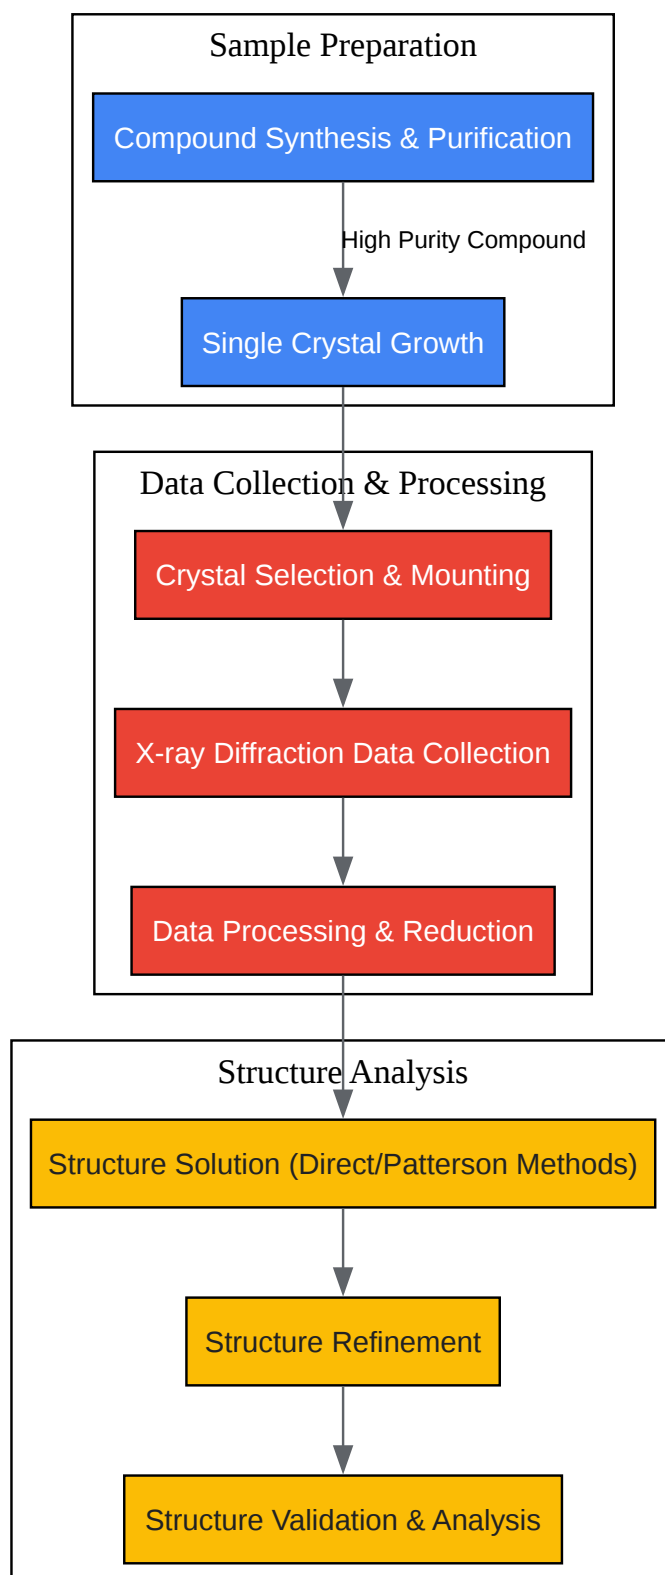 Sample Preparation
Compound Synthesis & Purification
High Purity Compound
Single Crystal Growth
Data Collection & Processing
Crystal Selection & Mounting
X-ray Diffraction Data Collection
Data Processing & Reduction
Structure Analysis
Structure Solution (Direct/Patterson Methods)
Structure Refinement
Structure Validation & Analysis